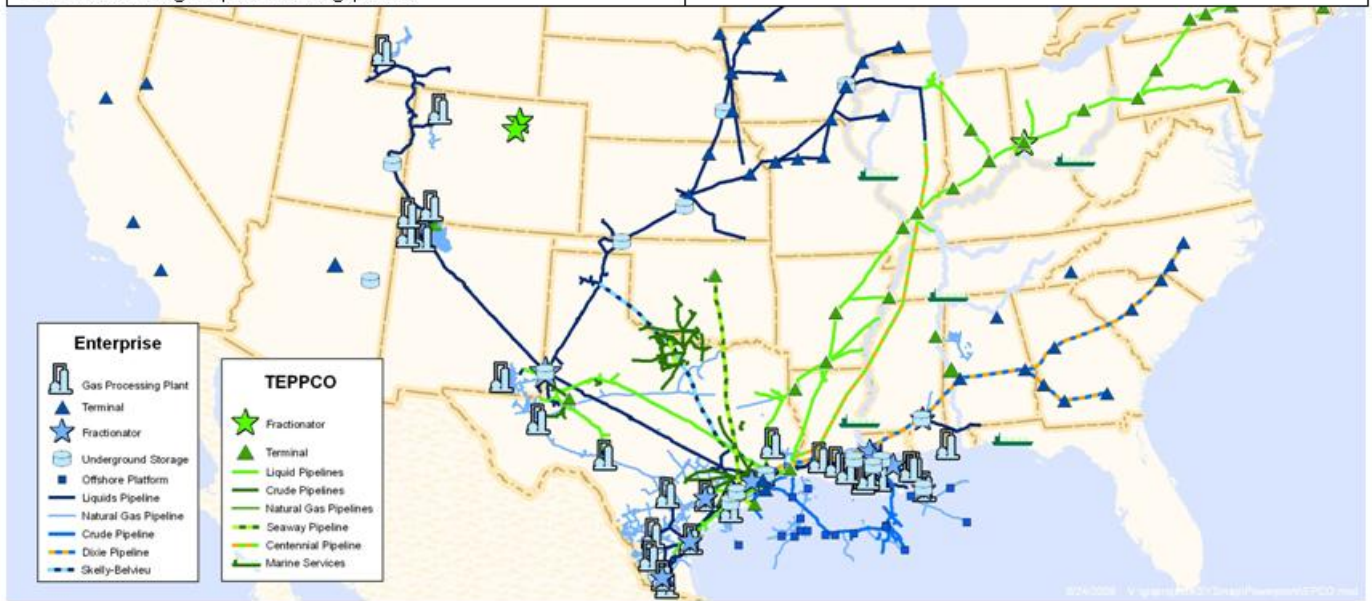 Enterprise
Gas Processing Plant
Terminal
Fractionator
Underground Storage
Offshore Platform
Liquids Pipeline
Natural Gas Pipeline
Crude Pipeline
Dixie Pipeline
Skelly-Belvieu
TEPPCO
Fractionator
Terminal
Liquid Pipelines
Crude Pipelines
Natural Gas Pipelines
Seaway Pipeline
Centennial Pipeline
Marine Services